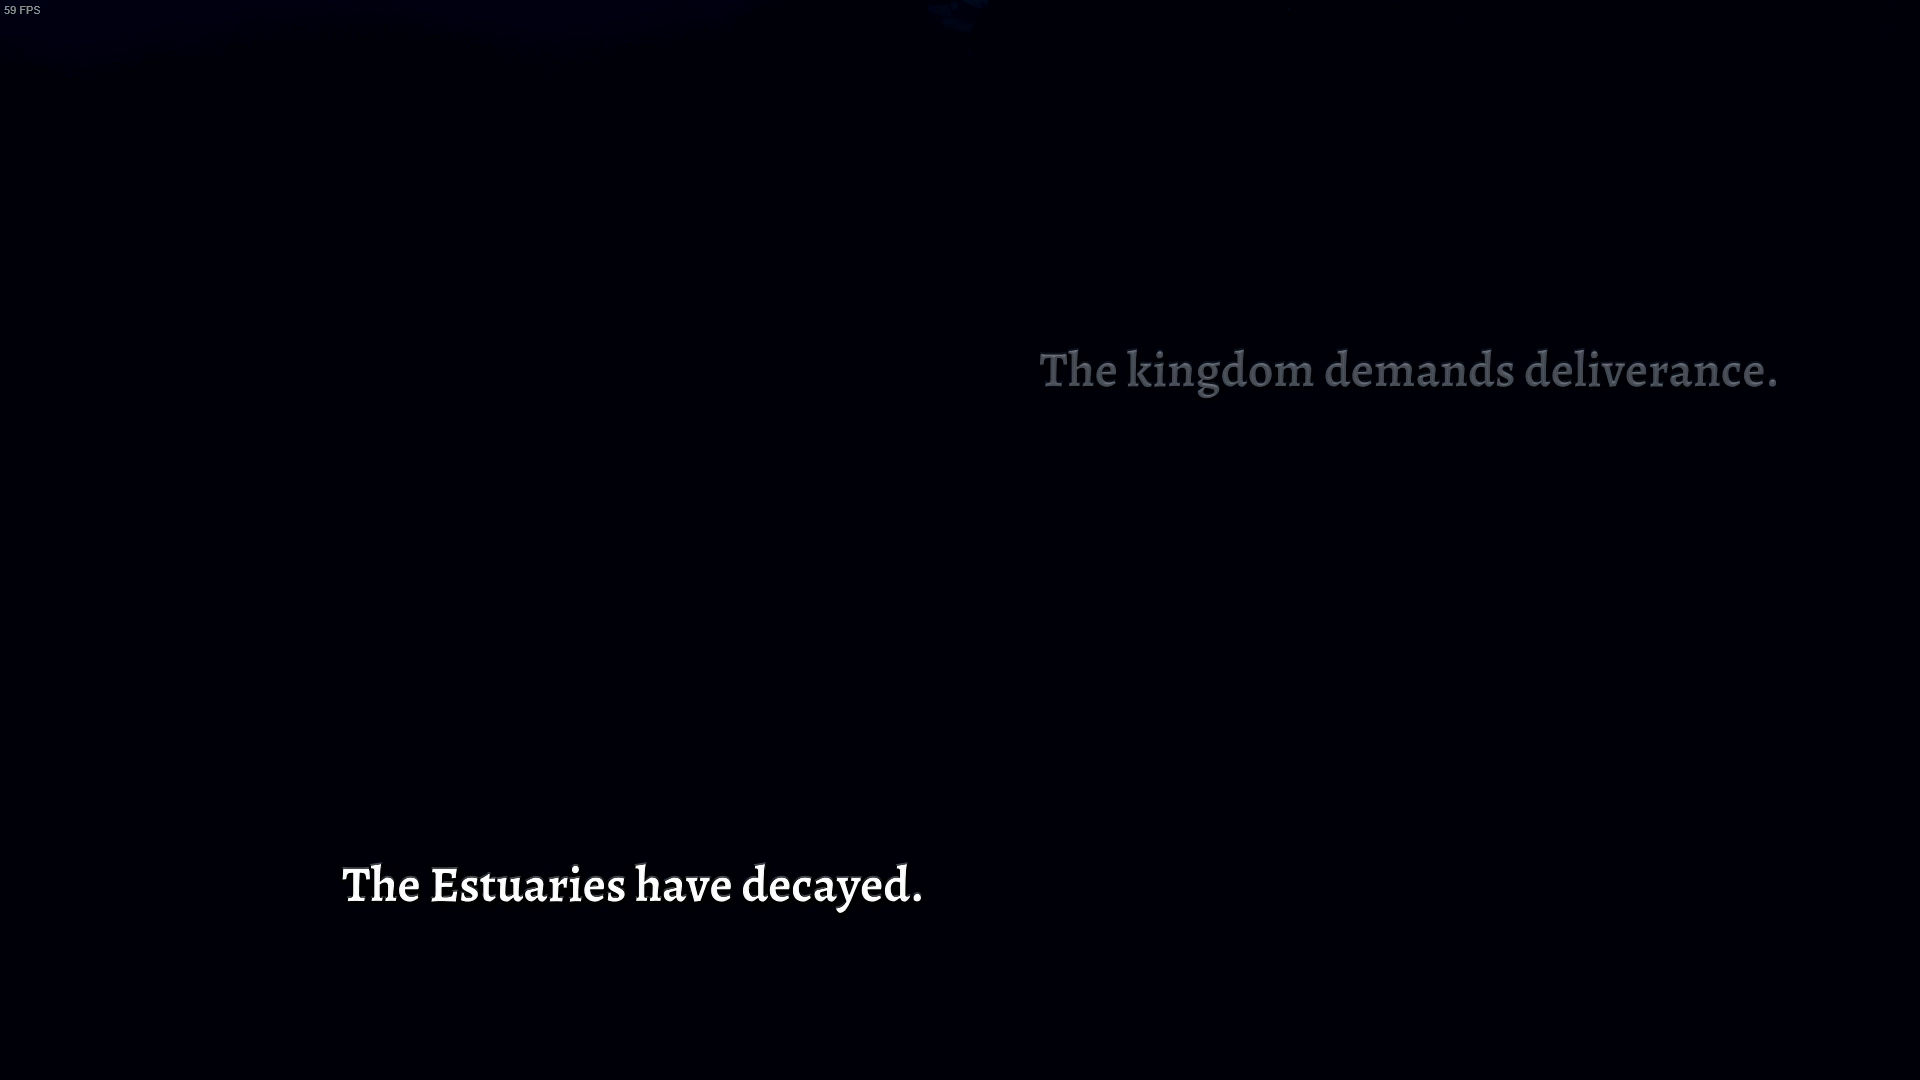 59 FPS
The kingdom demands deliverance.
The Estuaries have decayed.